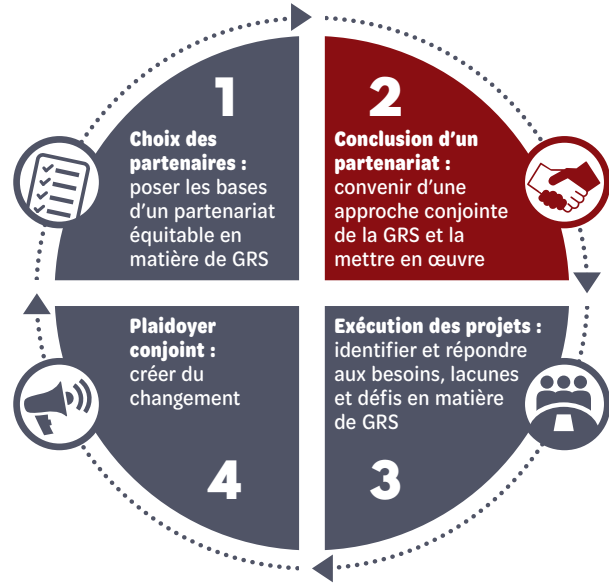 1
Choix des
partenaires :
poser les bases
d'un partenariat
équitable en
matière de GRS
2
Conclusion d'un
partenariat :
convenir d'une
approche conjointe
de la GRS et la
mettre en œuvre
Exécution des projets :
identifier et répondre
aux besoins, lacunes
et défis en matière
de GRS
3
Plaidoyer
conjoint :
créer du
changement
4